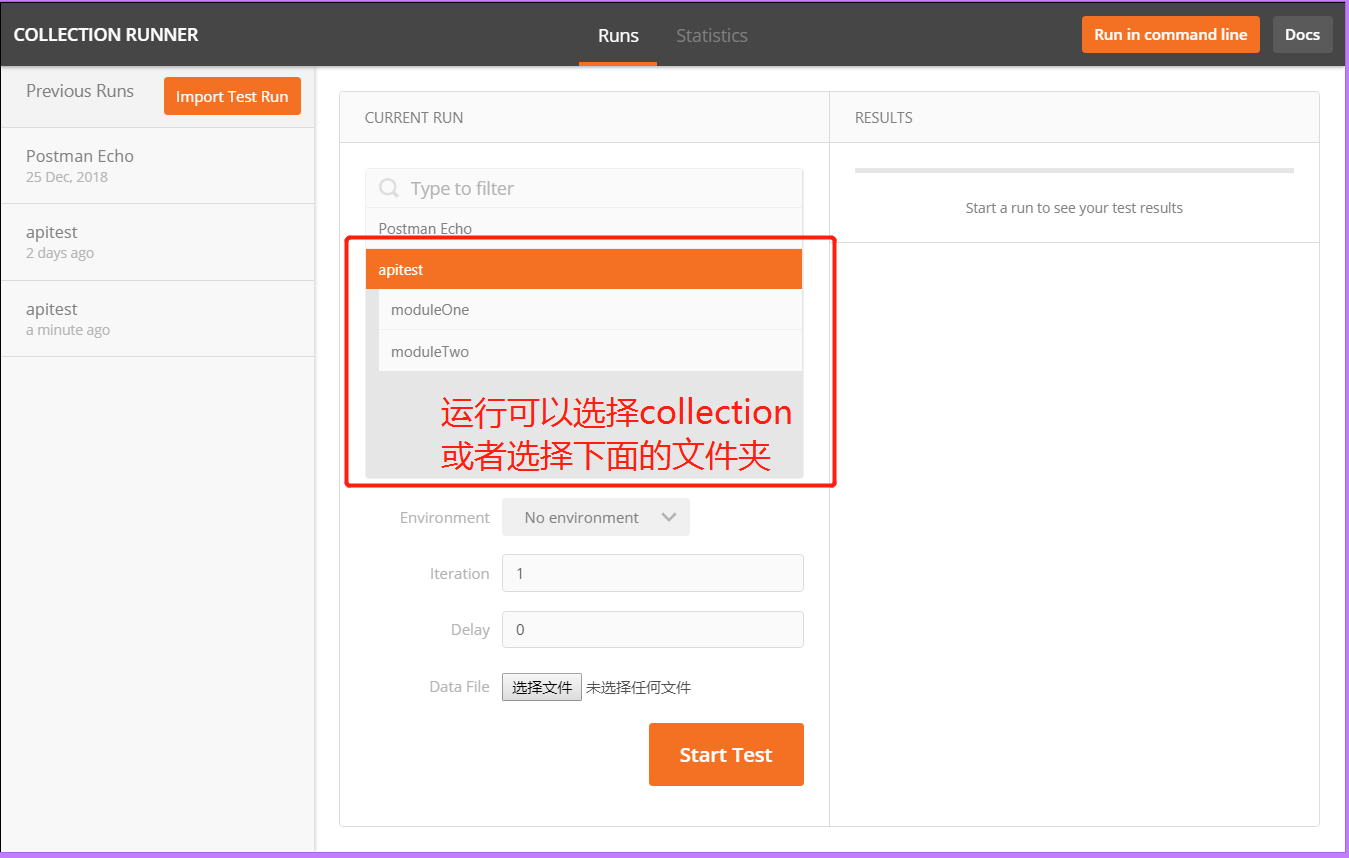 COLLECTION RUNNER
Runs
Statistics
Run in command line
Docs
Previous Runs
Import Test Run
Postman Echo
25 Dec, 2018
apitest
2 days ago
apitest
a minute ago
CURRENT RUN
Type to filter
Postman Echo
apitest
moduleOne
moduleTwo
运行可以选择collection
或者选择下面的文件夹
Environment No environment
Iteration 1
Delay 0
Data File 选择文件 未选择任何文件
Start Test
RESULTS
Start a run to see your test results